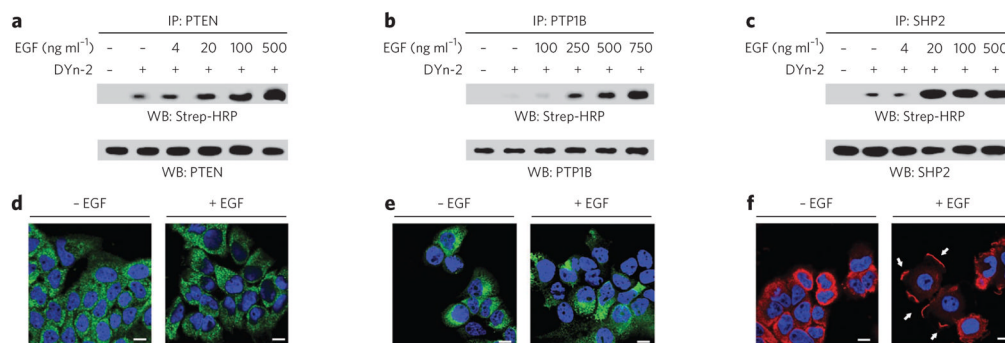 a
IP: PTEN
EGF (ng ml⁻¹) – – 4 20 100 500
DYn-2 – + + + + +
WB: Strep-HRP
WB: PTEN
b
IP: PTP1B
EGF (ng ml⁻¹) – – 100 250 500 750
DYn-2 – + + + + +
WB: Strep-HRP
WB: PTP1B
c
IP: SHP2
EGF (ng ml⁻¹) – – 4 20 100 500
DYn-2 – + + + + +
WB: Strep-HRP
WB: SHP2
d
– EGF + EGF
e
– EGF + EGF
f
– EGF + EGF